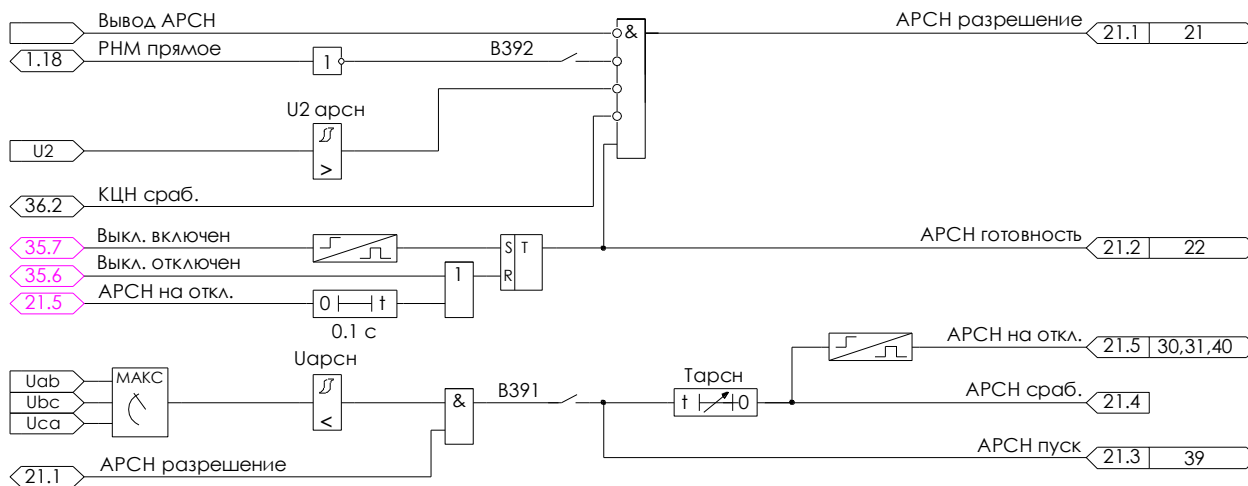 Вывод АРСН
АРСН разрешение
21.1 21
&
1.18
РНМ прямое
1
В392
U2 арсн
U2
>
36.2
КЦН сраб.
35.7
Выкл. включен
S T
АРСН готовность
21.2 22
35.6
Выкл. отключен
R
1
21.5
АРСН на откл.
0 t
0.1 с
АРСН на откл.
21.5 30,31,40
Uab
Ubc
Uca
МАКС
Uарсн
<
&
В391
Тарсн
t 0
АРСН сраб.
21.4
21.1
АРСН разрешение
АРСН пуск
21.3 39